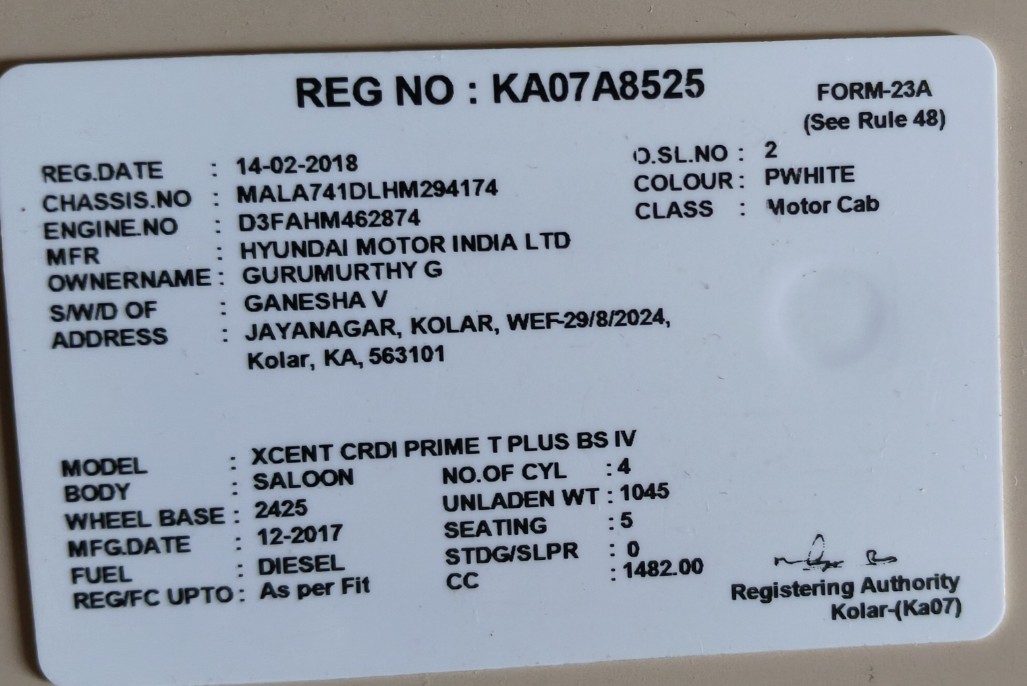 REG NO : KA07A8525
FORM-23A
(See Rule 48)
REG.DATE : 14-02-2018
O.SL.NO : 2
CHASSIS.NO : MALA741DLHM294174
COLOUR : PWHITE
ENGINE.NO : D3FAHM462874
CLASS : Motor Cab
MFR : HYUNDAI MOTOR INDIA LTD
OWNERNAME : GURUMURTHY G
S/W/D OF : GANESHA V
ADDRESS : JAYANAGAR, KOLAR, WEF-29/8/2024,
Kolar, KA, 563101
MODEL : XCENT CRDI PRIME T PLUS BS IV
BODY : SALOON
NO.OF CYL : 4
WHEEL BASE : 2425
UNLADEN WT : 1045
MFG.DATE : 12-2017
SEATING : 5
FUEL : DIESEL
STDG/SLPR : 0
REG/FC UPTO : As per Fit
CC : 1482.00
Registering Authority
Kolar-(Ka07)